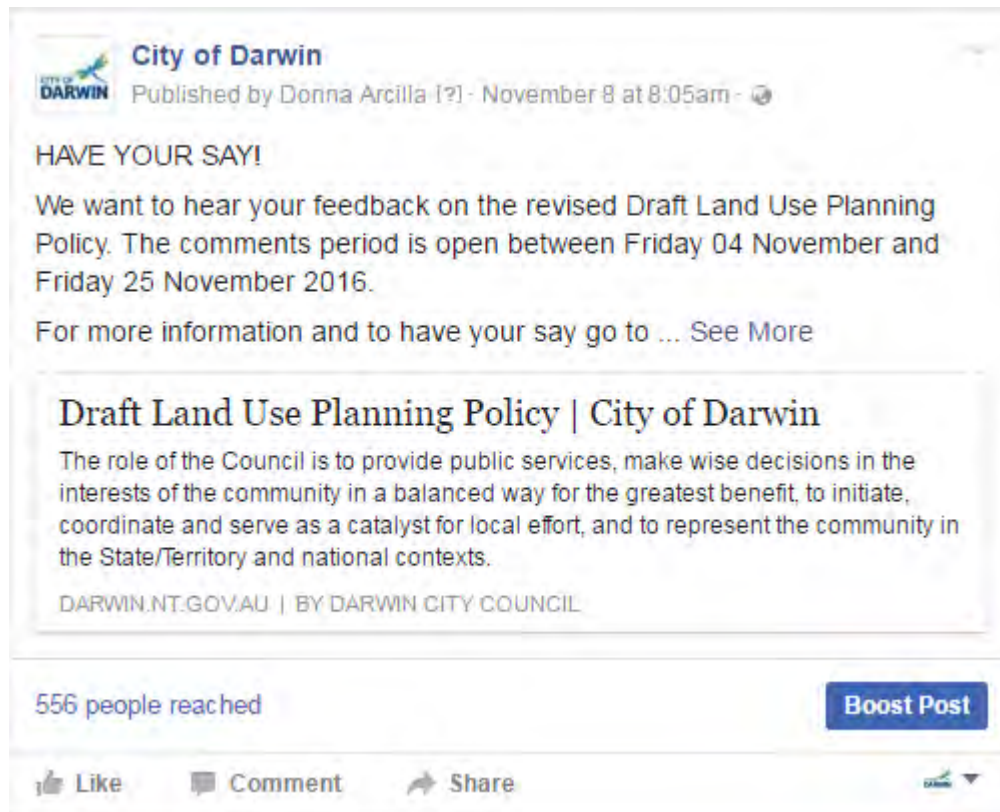 City of Darwin
CITY OF
DARWIN
Published by Donna Arcilla [?] · November 8 at 8:05am ·
HAVE YOUR SAY!
We want to hear your feedback on the revised Draft Land Use Planning
Policy. The comments period is open between Friday 04 November and
Friday 25 November 2016.
For more information and to have your say go to ... See More
Draft Land Use Planning Policy | City of Darwin
The role of the Council is to provide public services, make wise decisions in the
interests of the community in a balanced way for the greatest benefit, to initiate,
coordinate and serve as a catalyst for local effort, and to represent the community in
the State/Territory and national contexts.
DARWIN.NT.GOV.AU | BY DARWIN CITY COUNCIL
556 people reached
Boost Post
Like Comment Share